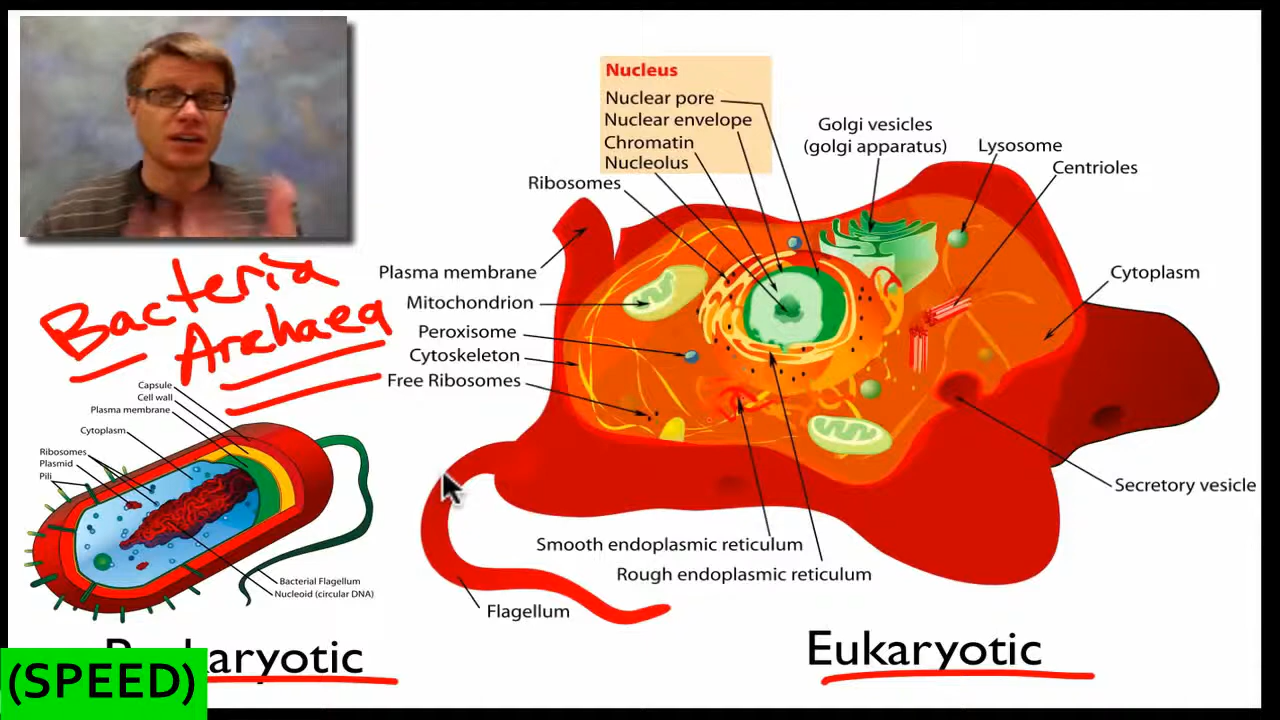 Nucleus
Nuclear pore
Nuclear envelope
Chromatin
Nucleolus
Ribosomes
Golgi vesicles
(golgi apparatus)
Lysosome
Centrioles
Cytoplasm
Plasma membrane
Mitochondrion
Peroxisome
Cytoskeleton
Free Ribosomes
Secretory vesicle
Smooth endoplasmic reticulum
Rough endoplasmic reticulum
Flagellum
Eukaryotic
Bacteria
Archaea
Capsule
Cell wall
Plasma membrane
Cytoplasm
Ribosomes
Plasmid
Pili
Bacterial Flagellum
Nucleoid (circular DNA)
Prokaryotic
(SPEED)